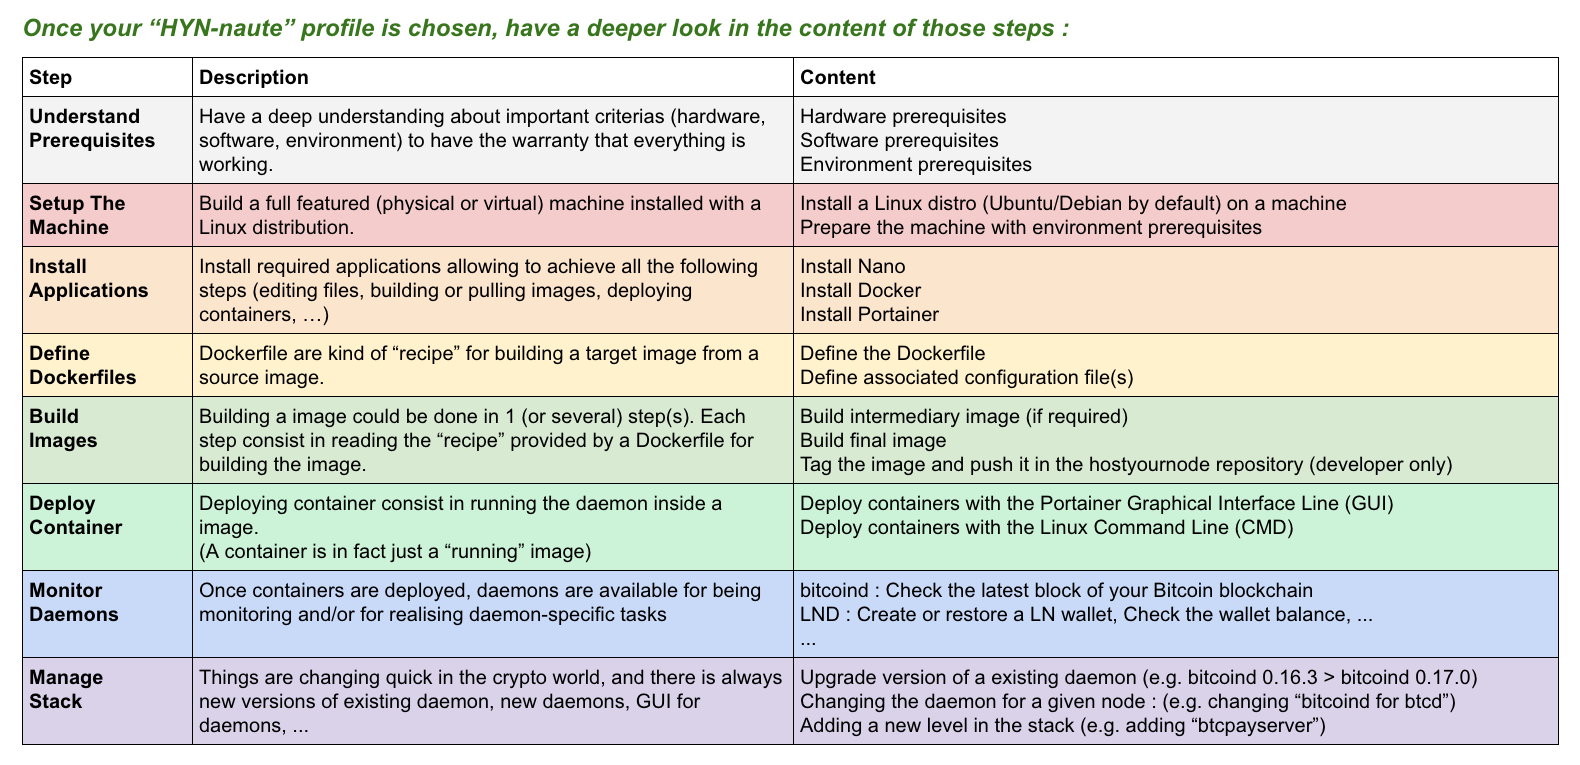 Once your “HYN-naute” profile is chosen, have a deeper look in the content of those steps :
Step
Description
Content
Understand
Prerequisites
Have a deep understanding about important criterias (hardware,
software, environment) to have the warranty that everything is
working.
Hardware prerequisites
Software prerequisites
Environment prerequisites
Setup The
Machine
Build a full featured (physical or virtual) machine installed with a
Linux distribution.
Install a Linux distro (Ubuntu/Debian by default) on a machine
Prepare the machine with environment prerequisites
Install
Applications
Install required applications allowing to achieve all the following
steps (editing files, building or pulling images, deploying
containers, …)
Install Nano
Install Docker
Install Portainer
Define
Dockerfiles
Dockerfile are kind of “recipe” for building a target image from a
source image.
Define the Dockerfile
Define associated configuration file(s)
Build
Images
Building a image could be done in 1 (or several) step(s). Each
step consist in reading the “recipe” provided by a Dockerfile for
building the image.
Build intermediary image (if required)
Build final image
Tag the image and push it in the hostyournode repository (developer only)
Deploy
Container
Deploying container consist in running the daemon inside a
image.
(A container is in fact just a “running” image)
Deploy containers with the Portainer Graphical Interface Line (GUI)
Deploy containers with the Linux Command Line (CMD)
Monitor
Daemons
Once containers are deployed, daemons are available for being
monitoring and/or for realising daemon-specific tasks
bitcoind : Check the latest block of your Bitcoin blockchain
LND : Create or restore a LN wallet, Check the wallet balance, ...
...
Manage
Stack
Things are changing quick in the crypto world, and there is always
new versions of existing daemon, new daemons, GUI for
daemons, ...
Upgrade version of a existing daemon (e.g. bitcoind 0.16.3 > bitcoind 0.17.0)
Changing the daemon for a given node : (e.g. changing “bitcoind for btcd”)
Adding a new level in the stack (e.g. adding “btcpayserver”)